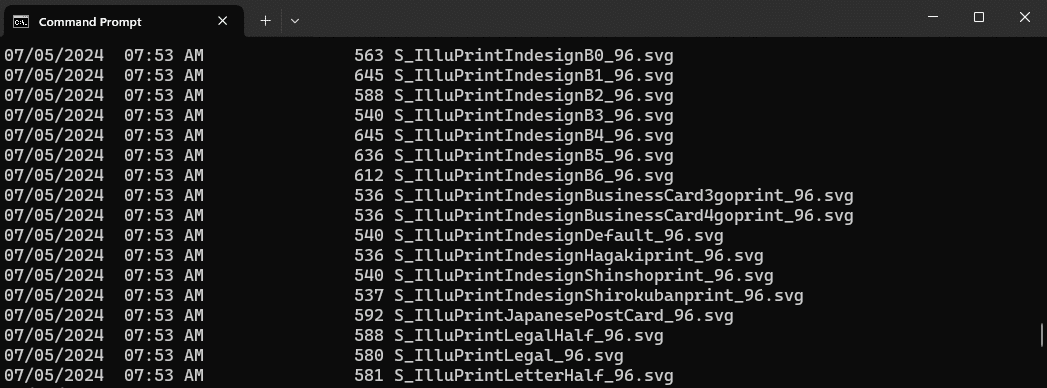 Command Prompt
07/05/2024  07:53 AM               563 S_IlluPrintIndesignB0_96.svg
07/05/2024  07:53 AM               645 S_IlluPrintIndesignB1_96.svg
07/05/2024  07:53 AM               588 S_IlluPrintIndesignB2_96.svg
07/05/2024  07:53 AM               540 S_IlluPrintIndesignB3_96.svg
07/05/2024  07:53 AM               645 S_IlluPrintIndesignB4_96.svg
07/05/2024  07:53 AM               636 S_IlluPrintIndesignB5_96.svg
07/05/2024  07:53 AM               612 S_IlluPrintIndesignB6_96.svg
07/05/2024  07:53 AM               536 S_IlluPrintIndesignBusinessCard3goprint_96.svg
07/05/2024  07:53 AM               536 S_IlluPrintIndesignBusinessCard4goprint_96.svg
07/05/2024  07:53 AM               540 S_IlluPrintIndesignDefault_96.svg
07/05/2024  07:53 AM               536 S_IlluPrintIndesignHagakiprint_96.svg
07/05/2024  07:53 AM               540 S_IlluPrintIndesignShinshoprint_96.svg
07/05/2024  07:53 AM               537 S_IlluPrintIndesignShirokubanprint_96.svg
07/05/2024  07:53 AM               592 S_IlluPrintJapanesePostCard_96.svg
07/05/2024  07:53 AM               588 S_IlluPrintLegalHalf_96.svg
07/05/2024  07:53 AM               580 S_IlluPrintLegal_96.svg
07/05/2024  07:53 AM               581 S_IlluPrintLetterHalf_96.svg